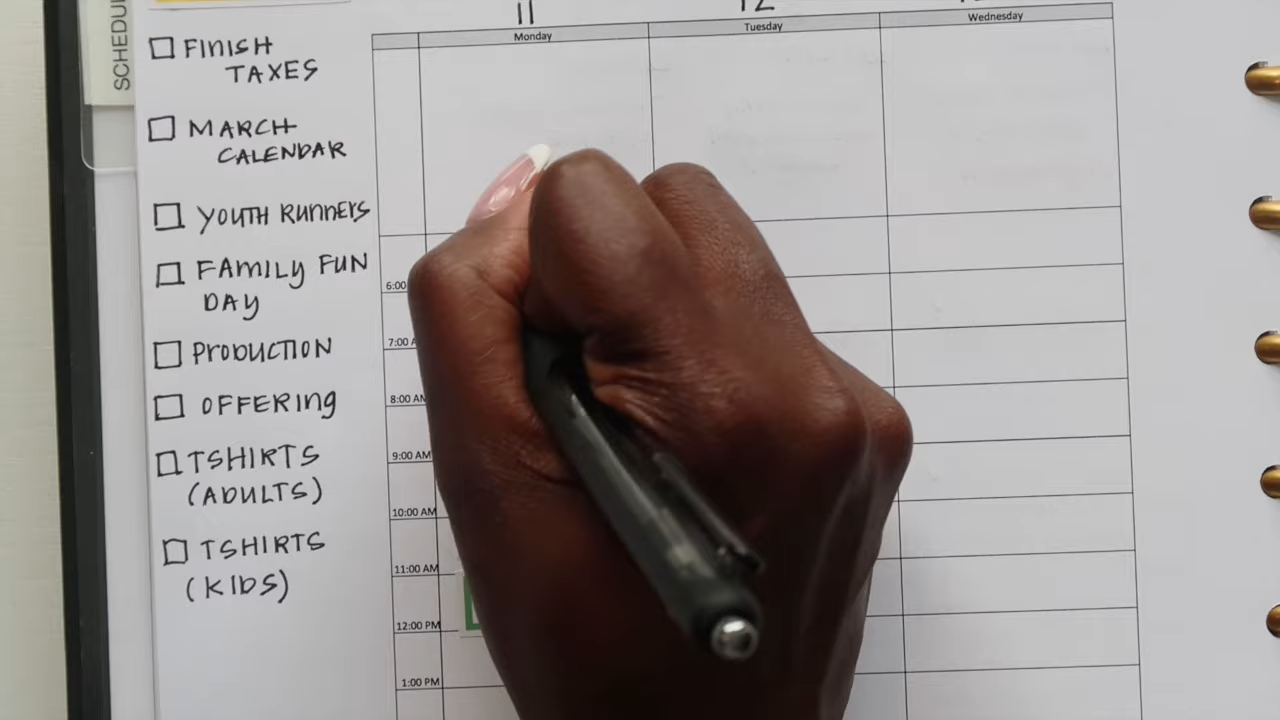 SCHEDU
11
12
Monday
Tuesday
Wednesday
FINISH
TAXES
MARCH
CALENDAR
YOUTH RUNNERS
FAMILY FUN
DAY
PRODUCTION
OFFERING
TSHIRTS
(ADULTS)
TSHIRTS
(KIDS)
6:00
7:00 A
8:00 AM
9:00 AM
10:00 AM
11:00 AM
12:00 PM
1:00 PM